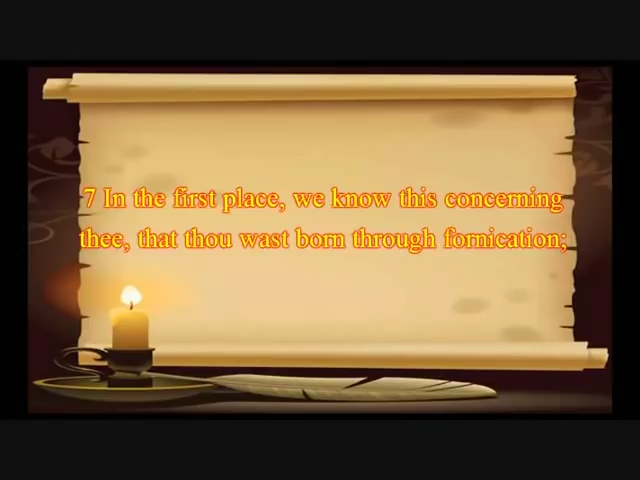 7 In the first place, we know this concerning
thee, that thou wast born through fornication;